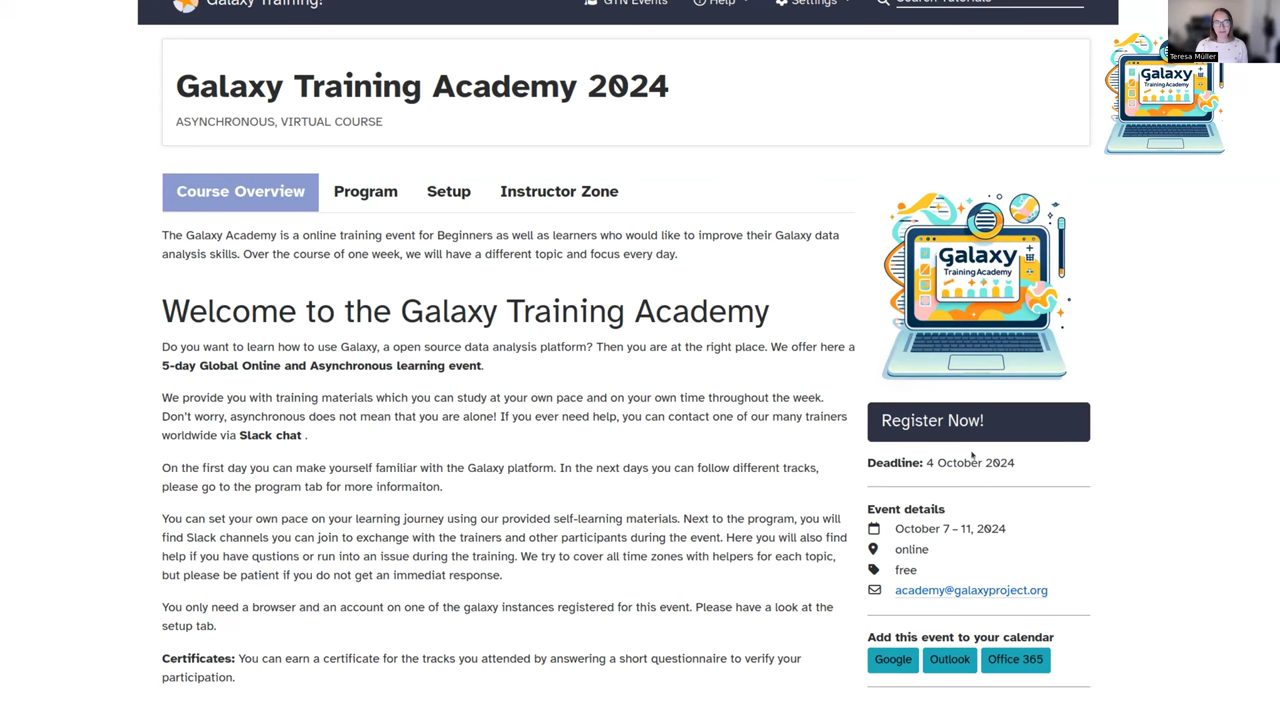 Galaxy Training!
GTN Events
Help
Settings
Search Tutorials
Teresa Müller
Galaxy
Training Academy
Galaxy Training Academy 2024
ASYNCHRONOUS, VIRTUAL COURSE
Course Overview
Program
Setup
Instructor Zone
The Galaxy Academy is a training event for Beginners as well as learners who would like to improve their Galaxy data
analysis skills. Over the course of one week, we will have a different topic and focus every day.
Welcome to the Galaxy Training Academy
Do you want to learn how to use Galaxy, a open source data analysis platform? Then you are at the right place. We offer here a
5-day Global Online and Asynchronous learning event.
We provide you with training materials which you can study at your own pace and on your own time throughout the week.
Don't worry, asynchronous does not mean that you are alone! If you ever need help, you can contact one of our many trainers
worldwide via Slack chat .
On the first day you can make yourself familiar with the Galaxy platform. In the next days you can follow different tracks,
please go to the program tab for more informaiton.
You can set your own pace on your learning journey using our provided self-learning materials. Next to the program, you will
find Slack channels you can join to exchange with the trainers and other participants during the event. Here you will also find
help if you have qustions or run into an issue during the training. We try to cover all time zones with helpers for each topic,
but please be patient if you do not get an immediat response.
You only need a browser and an account on one of the galaxy instances registered for this event. Please have a look at the
setup tab.
Certificates: You can earn a certificate for the tracks you attended by answering a short questionnaire to verify your
participation.
Galaxy
Training Academy
Register Now!
Deadline: 4 October 2024
Event details
October 7 – 11, 2024
online
free
academy@galaxyproject.org
Add this event to your calendar
Google
Outlook
Office 365